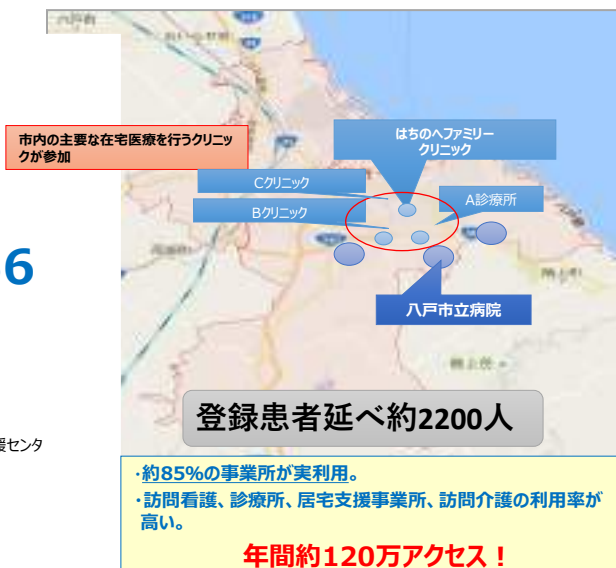 市内の主要な在宅医療を行うクリニッ
クが参加
はちのへファミリー
クリニック
Cクリニック
A診療所
Bクリニック
6
八戸市立病院
登録患者延べ約2200人
援センタ
・約85%の事業所が実利用。
・訪問看護、診療所、居宅支援事業所、訪問介護の利用率が
高い。
年間約120万アクセス！